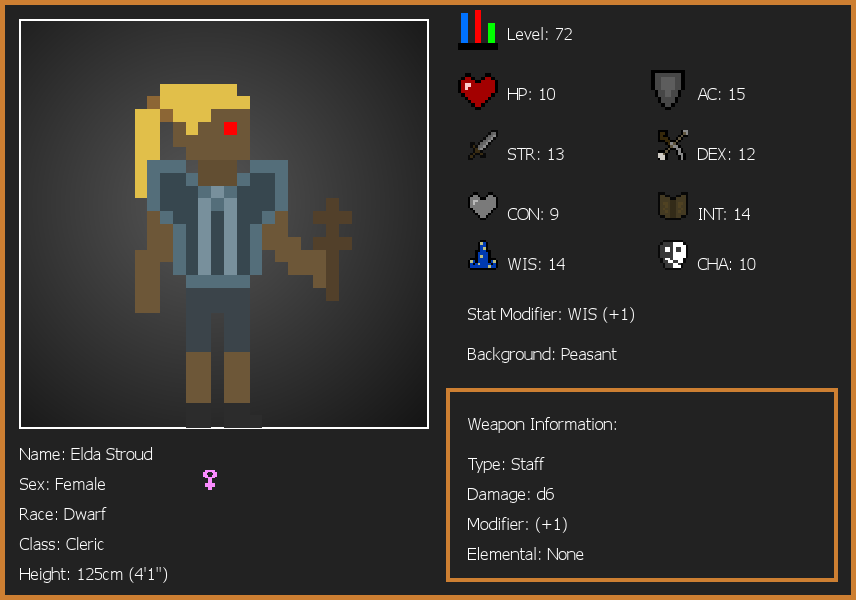 Level: 72
HP: 10
AC: 15
STR: 13
DEX: 12
CON: 9
INT: 14
WIS: 14
CHA: 10
Stat Modifier: WIS (+1)
Background: Peasant
Weapon Information:
Type: Staff
Damage: d6
Modifier: (+1)
Elemental: None
Name: Elda Stroud
Sex: Female
Race: Dwarf
Class: Cleric
Height: 125cm (4'1")